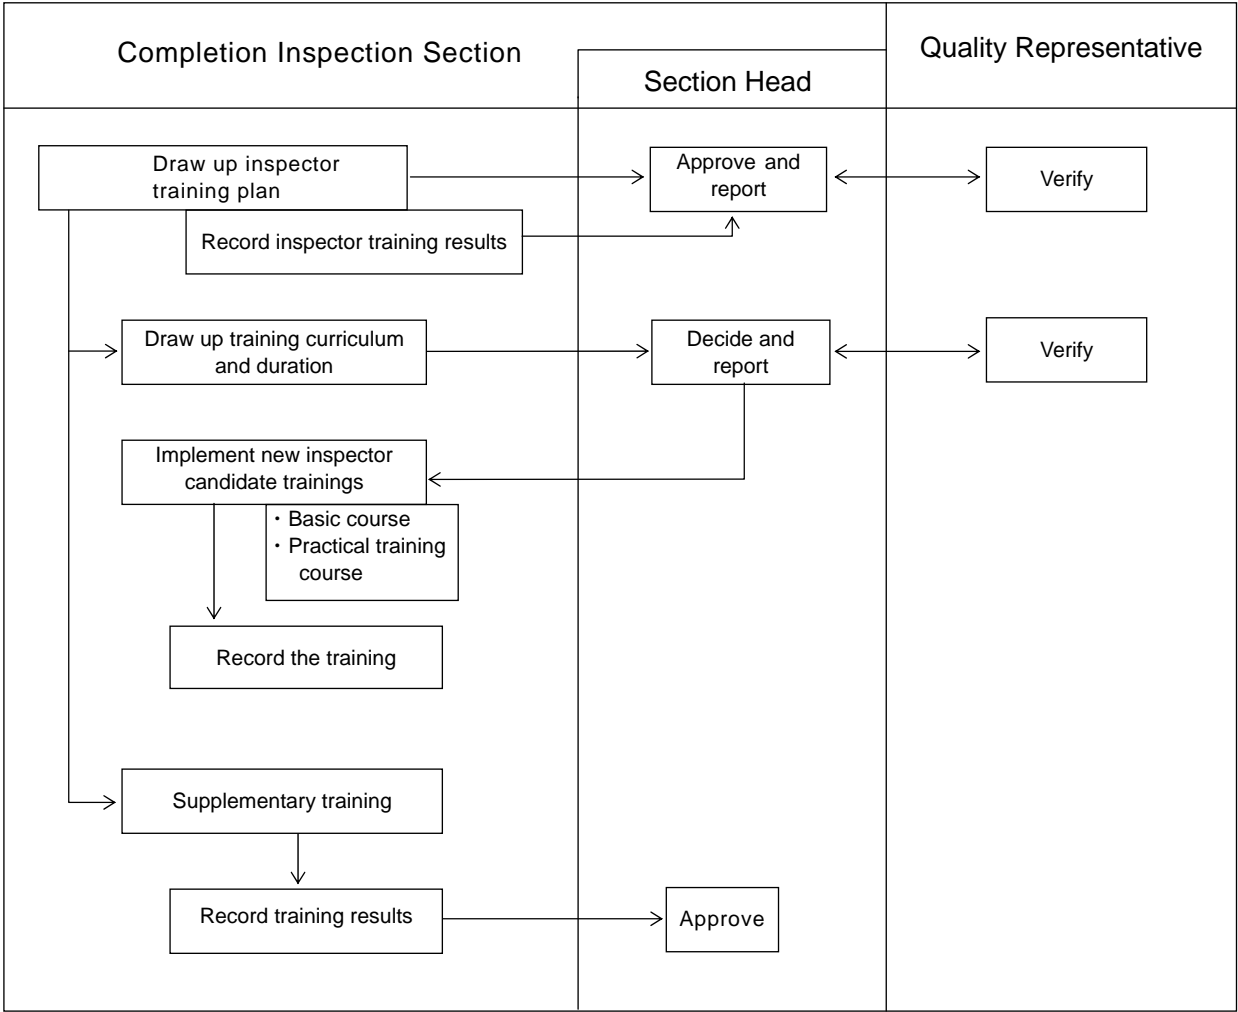 Completion Inspection Section
Section Head
Quality Representative
Draw up inspector
training plan
Approve and
report
Verify
Record inspector training results
Draw up training curriculum
and duration
Decide and
report
Verify
Implement new inspector
candidate trainings
・Basic course
・Practical training
course
Record the training
Supplementary training
Record training results
Approve